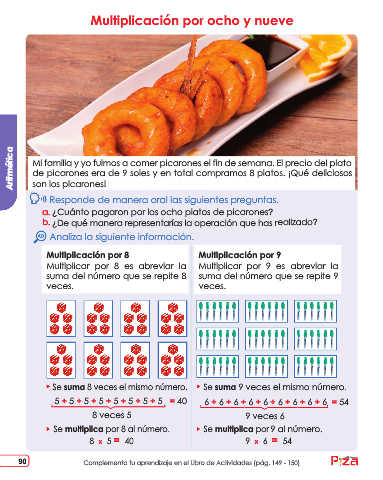 Multiplicación por ocho y nueve
Aritmética
Mi familia y yo fuimos a comer picarones el fin de semana. El precio del plato
de picarones era de 9 soles y en total compramos 8 platos. ¡Qué deliciosos
son los picarones!
Responde de manera oral las siguientes preguntas.
a. ¿Cuánto pagaron por los ocho platos de picarones?
b. ¿De qué manera representarías la operación que has realizado?
Analiza la siguiente información.
Multiplicación por 8
Multiplicar por 8 es abreviar la
suma del número que se repite 8
veces.
Multiplicación por 9
Multiplicar por 9 es abreviar la
suma del número que se repite 9
veces.
Se suma 8 veces el mismo número.
5 + 5 + 5 + 5 + 5 + 5 + 5 + 5 = 40
8 veces 5
Se multiplica por 8 al número.
8 x 5 = 40
Se suma 9 veces el mismo número.
6 + 6 + 6 + 6 + 6 + 6 + 6 + 6 + 6 = 54
9 veces 6
Se multiplica por 9 al número.
9 x 6 = 54
90
Complementa tu aprendizaje en el Libro de Actividades (pág. 149 - 150)